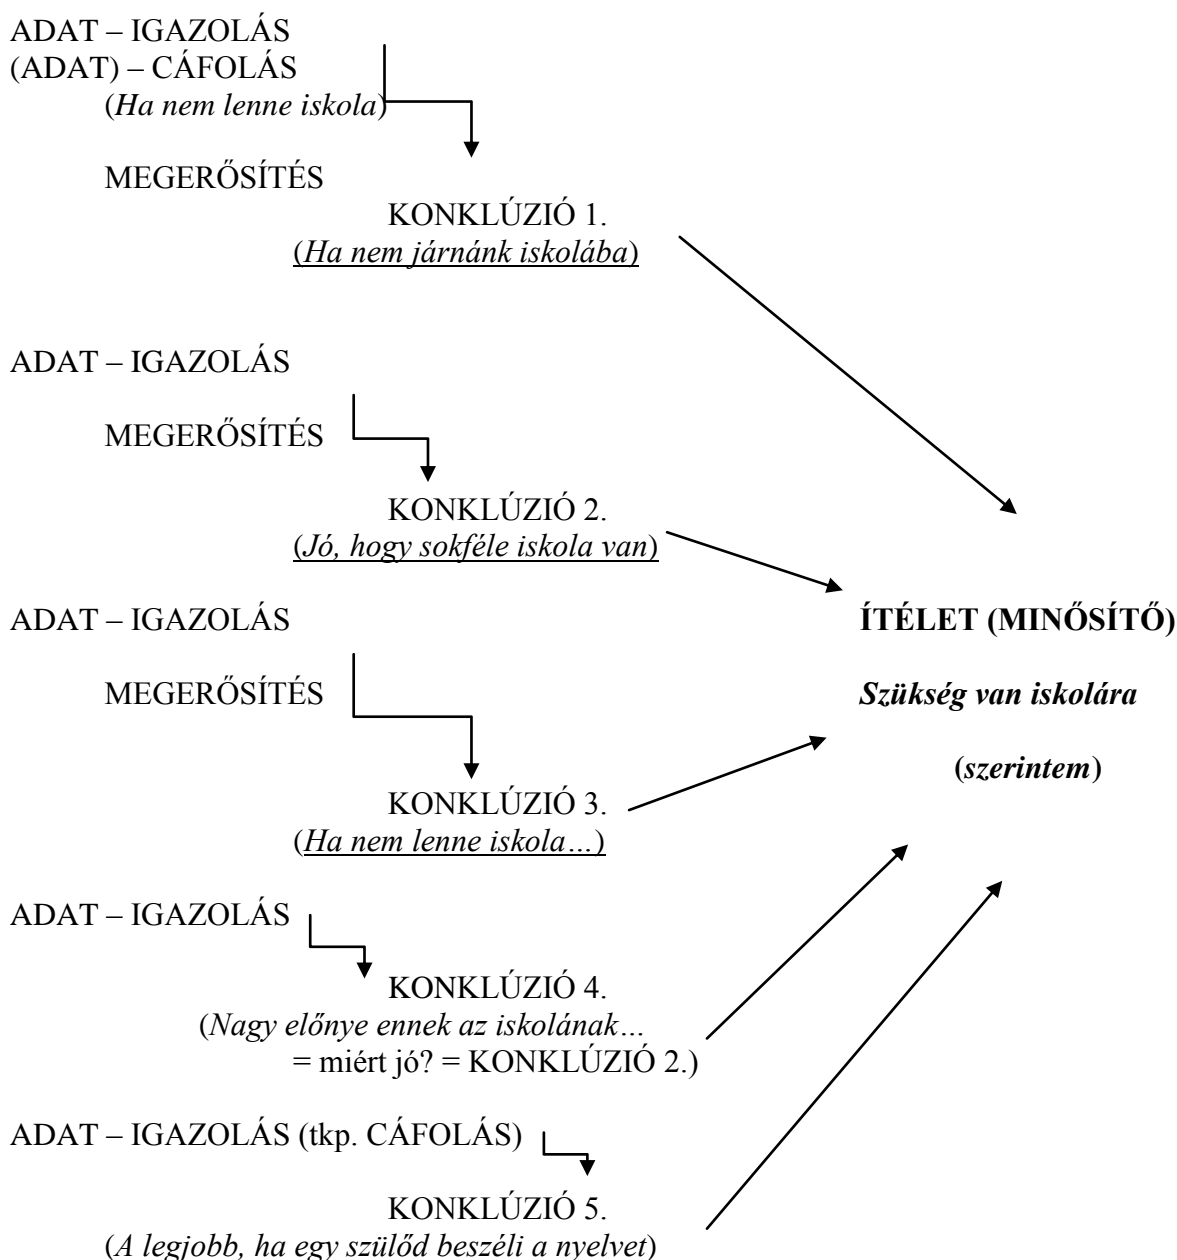 ADAT – IGAZOLÁS
(ADAT) – CÁFOLÁS
(Ha nem lenne iskola)
MEGERŐSÍTÉS
KONKLÚZIÓ 1.
(Ha nem járnánk iskolába)
ADAT – IGAZOLÁS
MEGERŐSÍTÉS
KONKLÚZIÓ 2.
(Jó, hogy sokféle iskola van)
ADAT – IGAZOLÁS
ÍTÉLET (MINŐSÍTŐ)
MEGERŐSÍTÉS
Szükség van iskolára
(szerintem)
KONKLÚZIÓ 3.
(Ha nem lenne iskola…)
ADAT – IGAZOLÁS
KONKLÚZIÓ 4.
(Nagy előnye ennek az iskolának…
= miért jó? = KONKLÚZIÓ 2.)
ADAT – IGAZOLÁS (tkp. CÁFOLÁS)
KONKLÚZIÓ 5.
(A legjobb, ha egy szülőd beszéli a nyelvet)